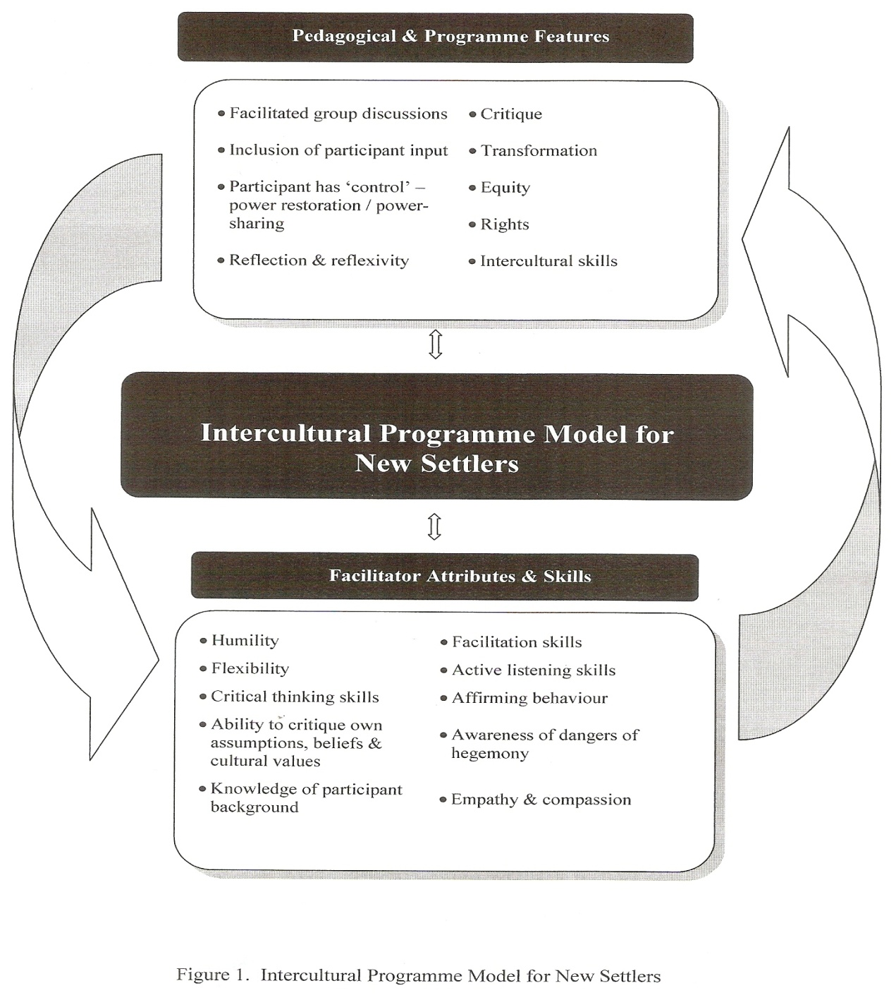 Pedagogical & Programme Features
• Facilitated group discussions
• Inclusion of participant input
• Participant has ‘control’ –
power restoration / power-
sharing
• Reflection & reflexivity
• Critique
• Transformation
• Equity
• Rights
• Intercultural skills
Intercultural Programme Model for
New Settlers
Facilitator Attributes & Skills
• Humility
• Flexibility
• Critical thinking skills
• Ability to critique own
assumptions, beliefs &
cultural values
• Knowledge of participant
background
• Facilitation skills
• Active listening skills
• Affirming behaviour
• Awareness of dangers of
hegemony
• Empathy & compassion
Figure 1.  Intercultural Programme Model for New Settlers